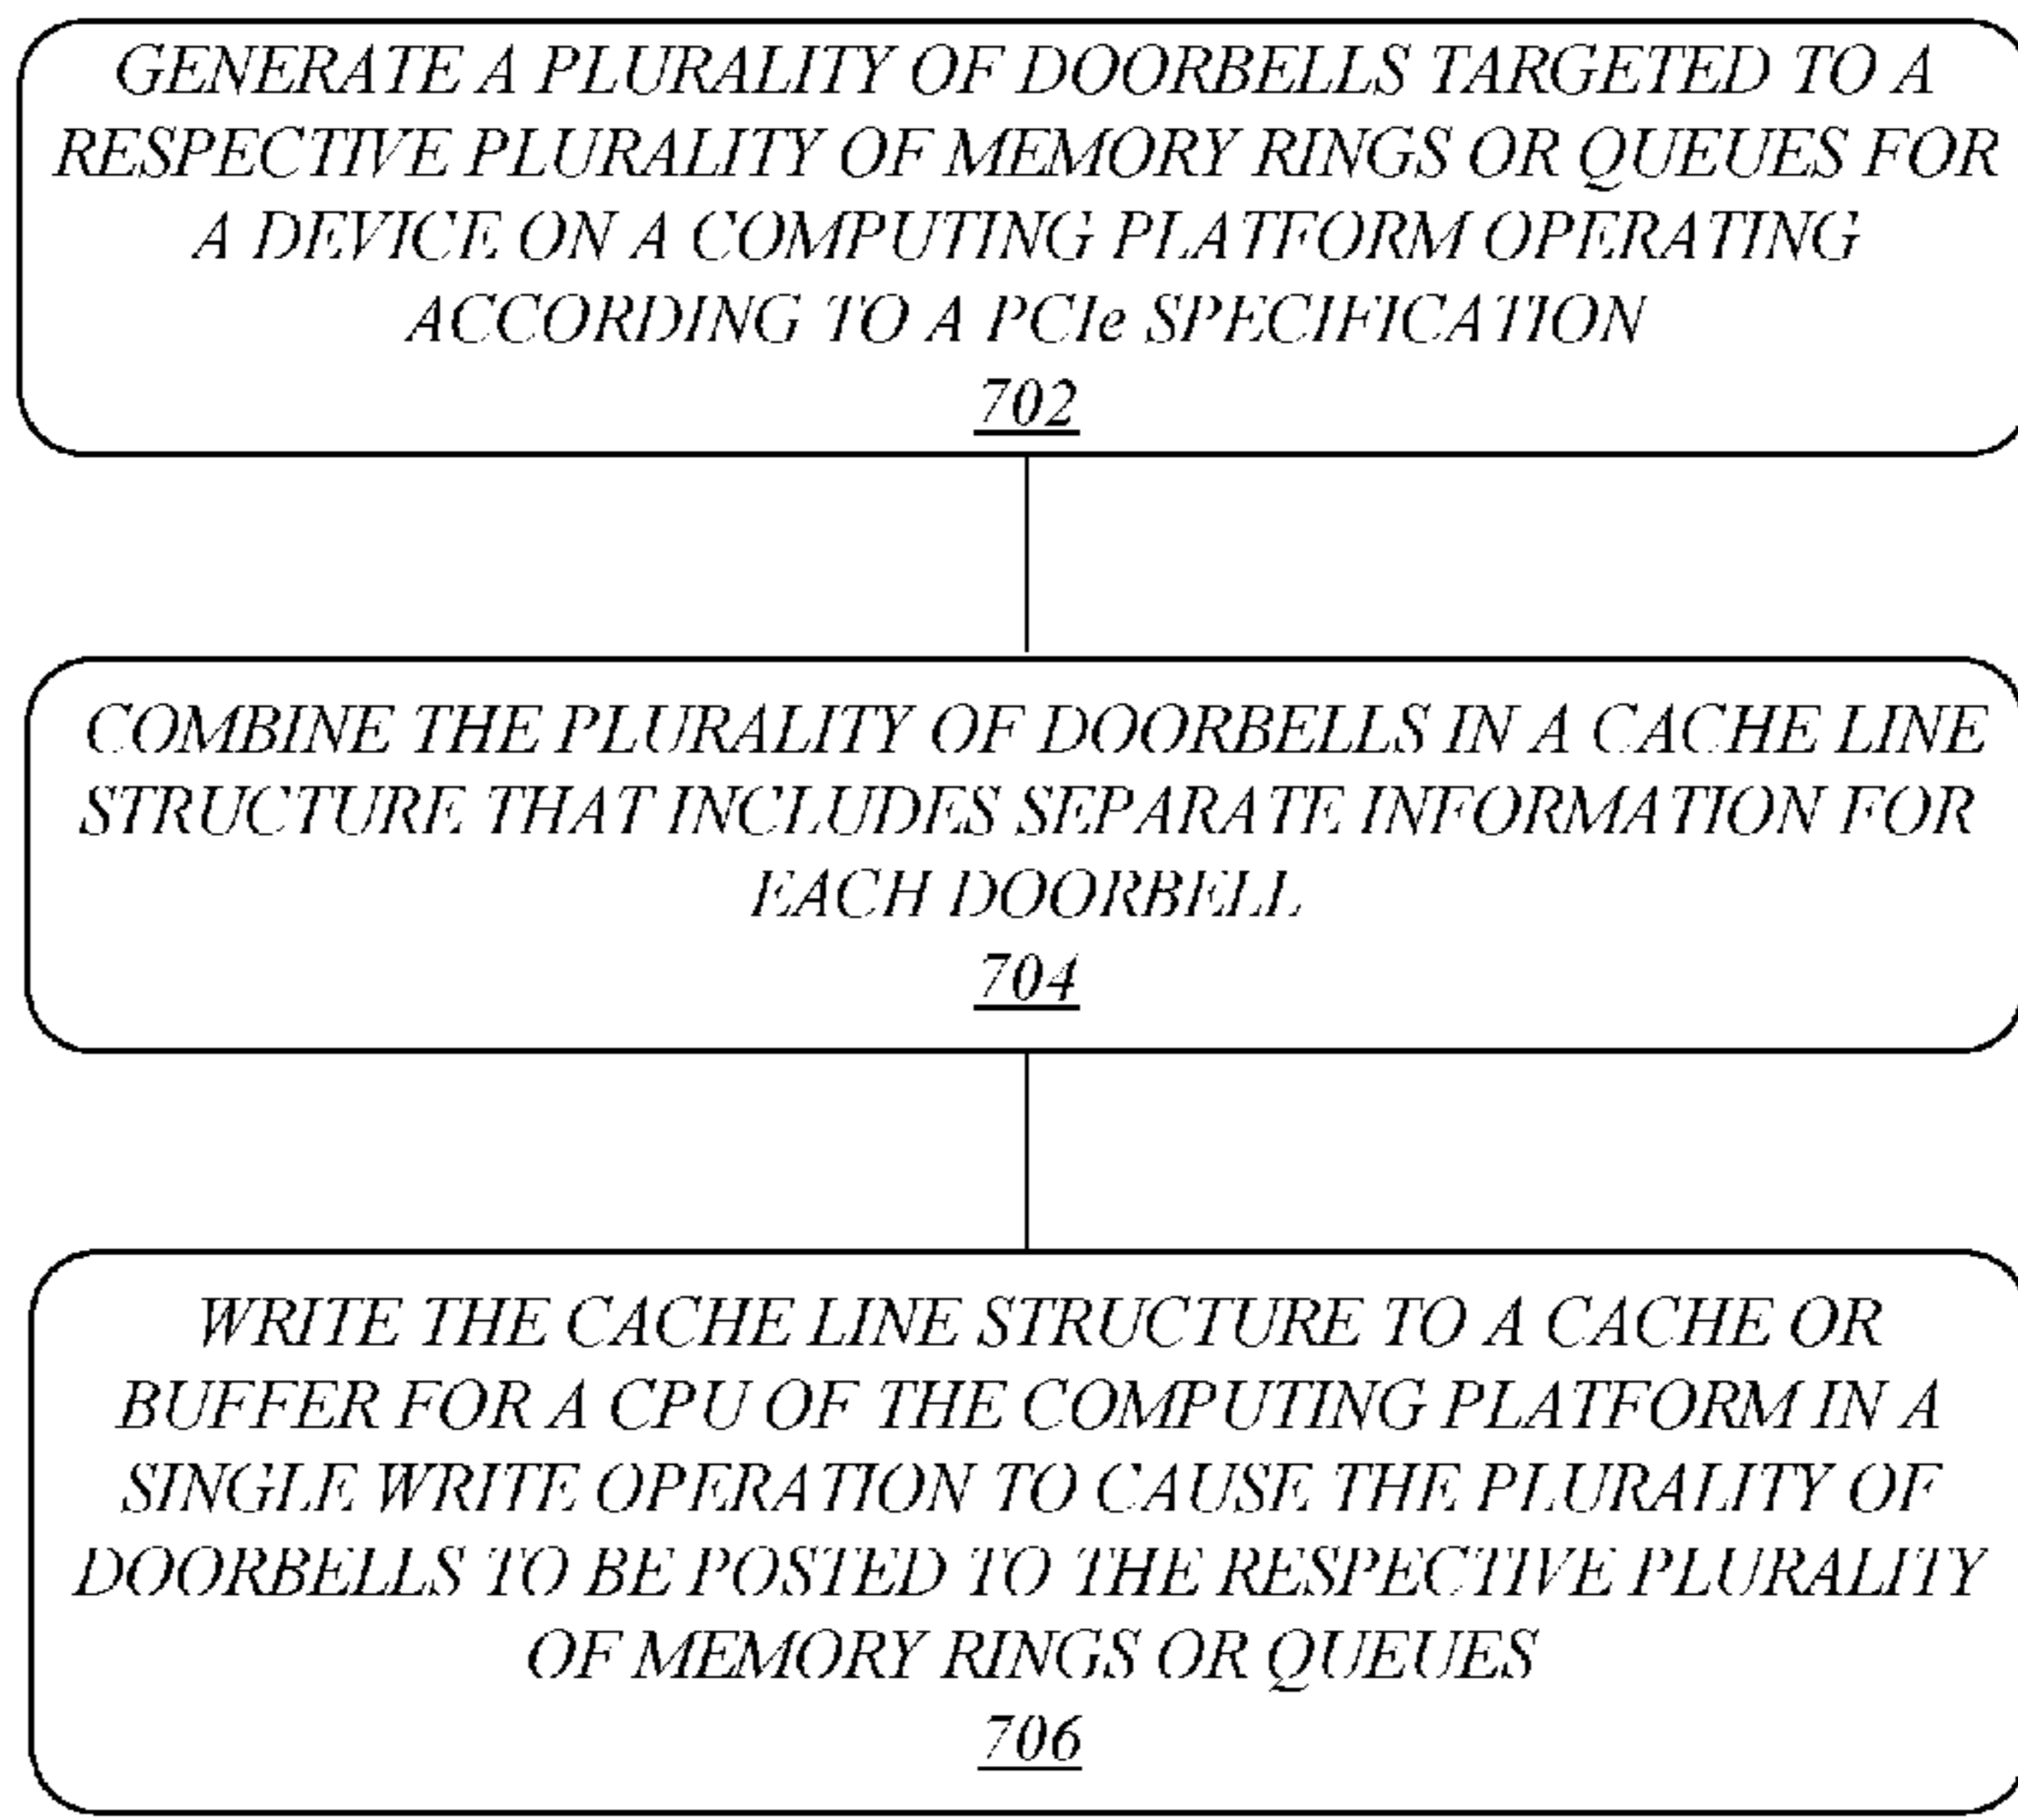 GENERATE A PLURALITY OF DOORBELLS TARGETED TO A
RESPECTIVE PLURALITY OF MEMORY RINGS OR QUEUES FOR
A DEVICE ON A COMPUTING PLATFORM OPERATING
ACCORDING TO A PCIe SPECIFICATION
702
COMBINE THE PLURALITY OF DOORBELLS IN A CACHE LINE
STRUCTURE THAT INCLUDES SEPARATE INFORMATION FOR
EACH DOORBELL
704
WRITE THE CACHE LINE STRUCTURE TO A CACHE OR
BUFFER FOR A CPU OF THE COMPUTING PLATFORM IN A
SINGLE WRITE OPERATION TO CAUSE THE PLURALITY OF
DOORBELLS TO BE POSTED TO THE RESPECTIVE PLURALITY
OF MEMORY RINGS OR QUEUES
706